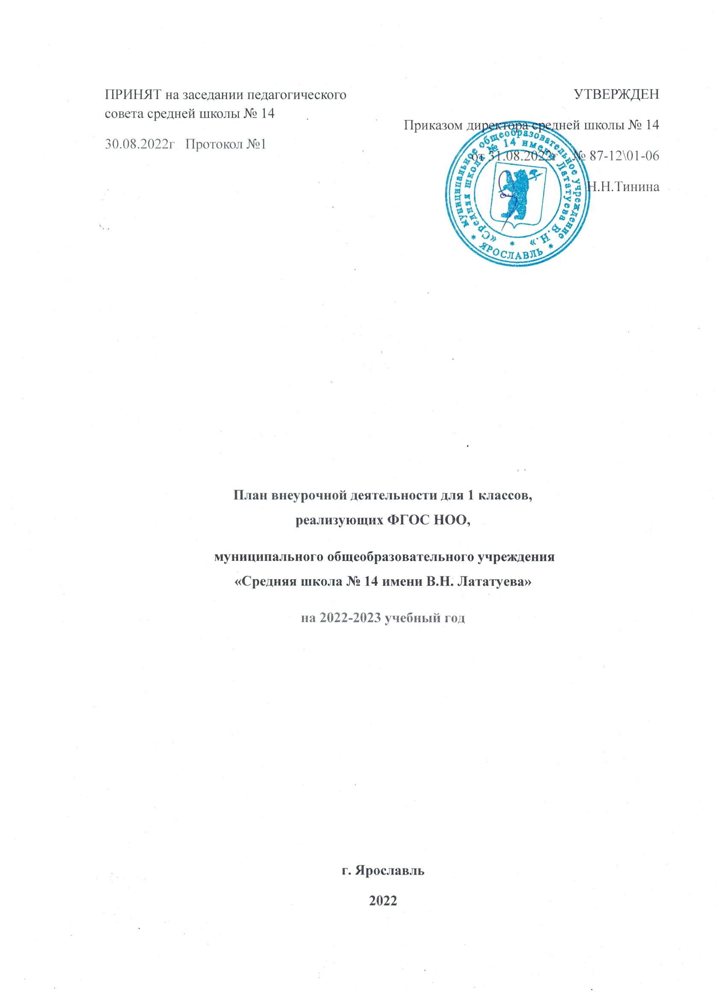 ПРИНЯТ на заседании педагогического
совета средней школы № 14
30.08.2022г   Протокол №1
УТВЕРЖДЕН
Приказом директора средней школы № 14
от 31.08.2022г    № 87-12\01-06
Н.Н.Тинина
муниципальное общеобразовательное учреждение
«Средняя школа № 14 имени Лататуева В.Н.»
* ЯРОСЛАВЛЬ *
План внеурочной деятельности для 1 классов,
реализующих ФГОС НОО,
муниципального общеобразовательного учреждения
«Средняя школа № 14 имени В.Н. Лататуева»
на 2022-2023 учебный год
г. Ярославль
2022